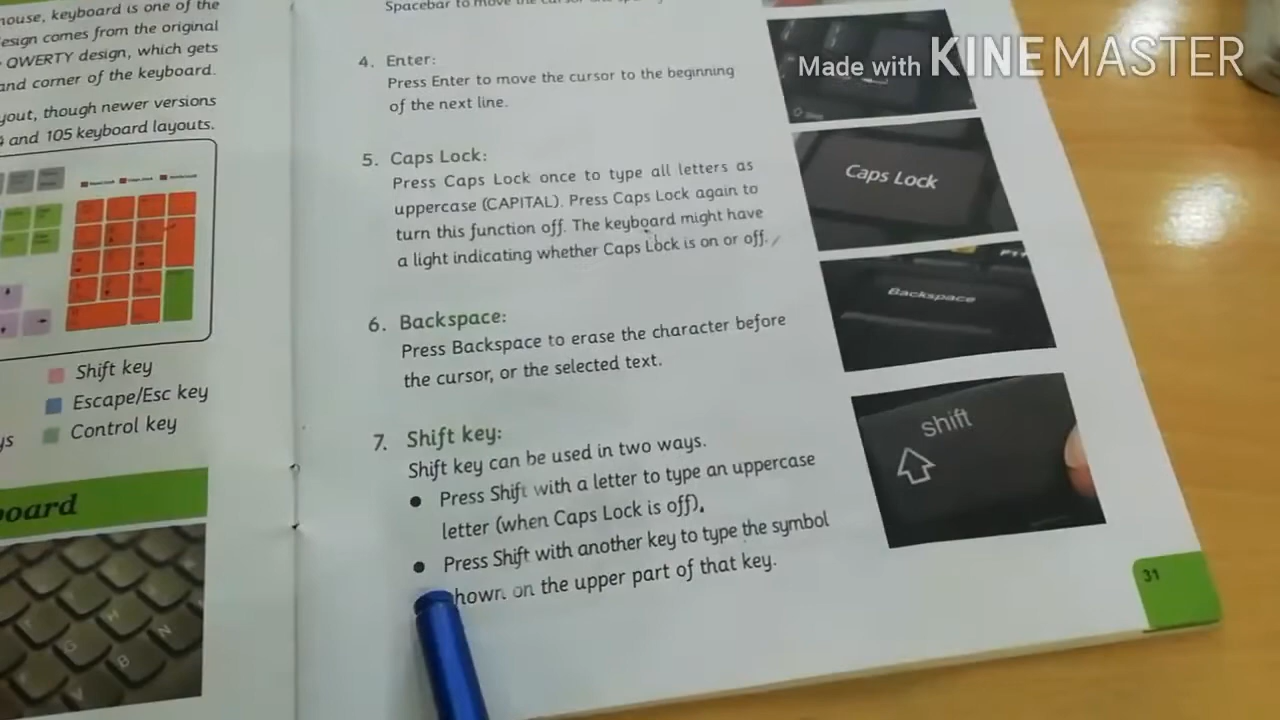 mouse, keyboard is one of the
design comes from the original
QWERTY design, which gets
and corner of the keyboard.
though newer versions
and 105 keyboard layouts.
Shift key
Escape/Esc key
Control key
Spacebar to move the
4. Enter:
Press Enter to move the cursor to the beginning
of the next line.
5. Caps Lock:
Press Caps Lock once to type all letters as
uppercase (CAPITAL). Press Caps Lock again to
turn this function off. The keyboard might have
a light indicating whether Caps Lock is on or off.
6. Backspace:
Press Backspace to erase the character before
the cursor, or the selected text.
7. Shift key:
Shift key can be used in two ways.
● Press Shift with a letter to type an uppercase
letter (when Caps Lock is off).
● Press Shift with another key to type the symbol
shown on the upper part of that key.
Made with KINEMASTER
Caps Lock
Backspace
shift
G
H
N
B
V
31